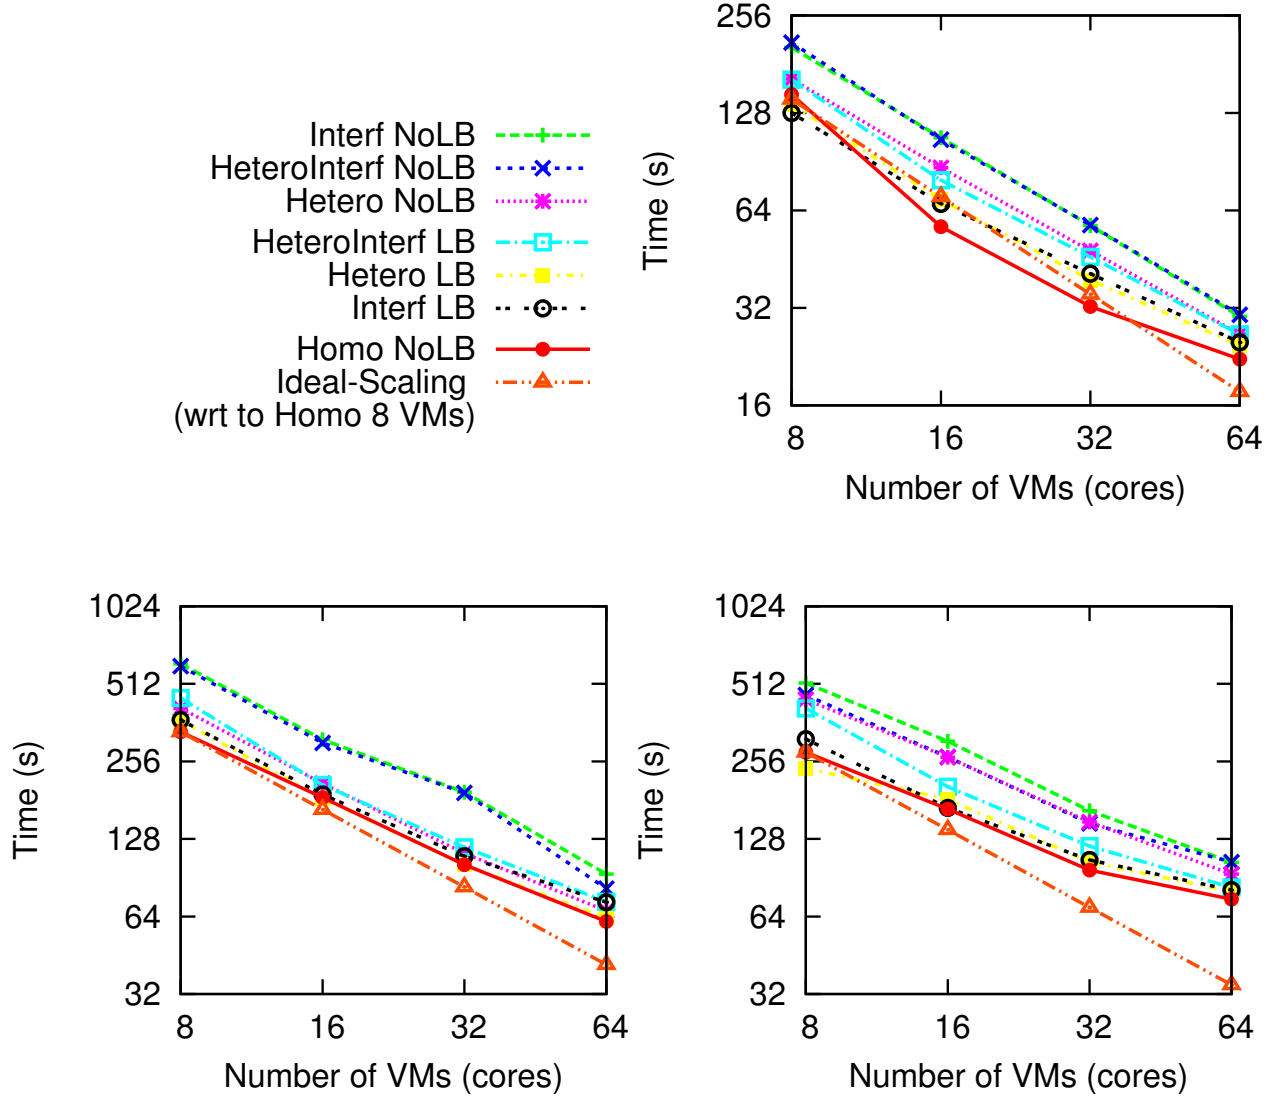 Interf NoLB
HeteroInterf NoLB
Hetero NoLB
HeteroInterf LB
Hetero LB
Interf LB
Homo NoLB
Ideal-Scaling
(wrt to Homo 8 VMs)
256
128
64
32
16
Time (s)
8 16 32 64
Number of VMs (cores)
1024
512
256
128
64
32
Time (s)
8 16 32 64
Number of VMs (cores)
1024
512
256
128
64
32
Time (s)
8 16 32 64
Number of VMs (cores)